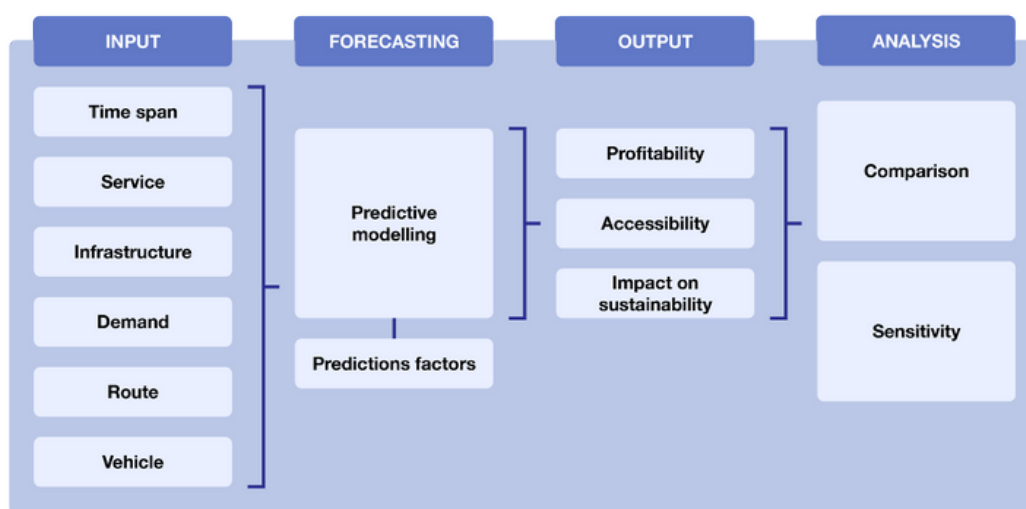 INPUT
FORECASTING
OUTPUT
ANALYSIS
Time span
Service
Infrastructure
Demand
Route
Vehicle
Predictive
modelling
Predictions factors
Profitability
Accessibility
Impact on
sustainability
Comparison
Sensitivity